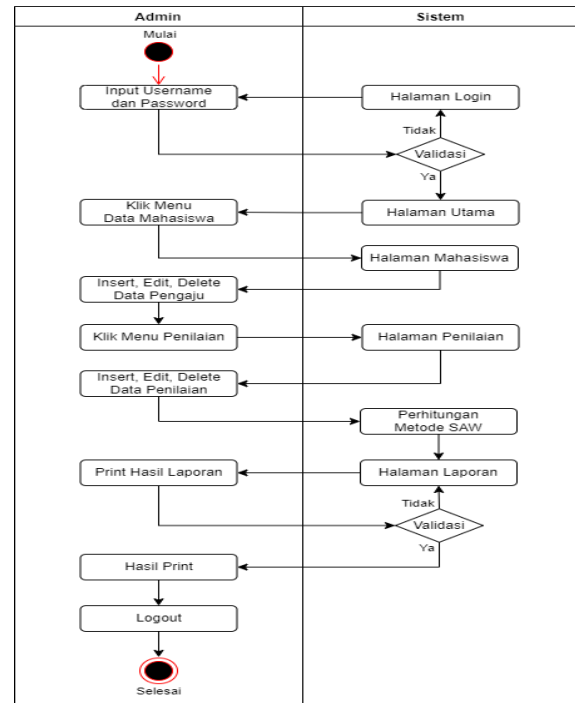 Admin
Sistem
Mulai
Input Username
dan Password
Halaman Login
Tidak
Validasi
Ya
Klik Menu
Data Mahasiswa
Halaman Utama
Halaman Mahasiswa
Insert, Edit, Delete
Data Pengaju
Klik Menu Penilaian
Halaman Penilaian
Insert, Edit, Delete
Data Penilaian
Perhitungan
Metode SAW
Print Hasil Laporan
Halaman Laporan
Tidak
Validasi
Ya
Hasil Print
Logout
Selesai